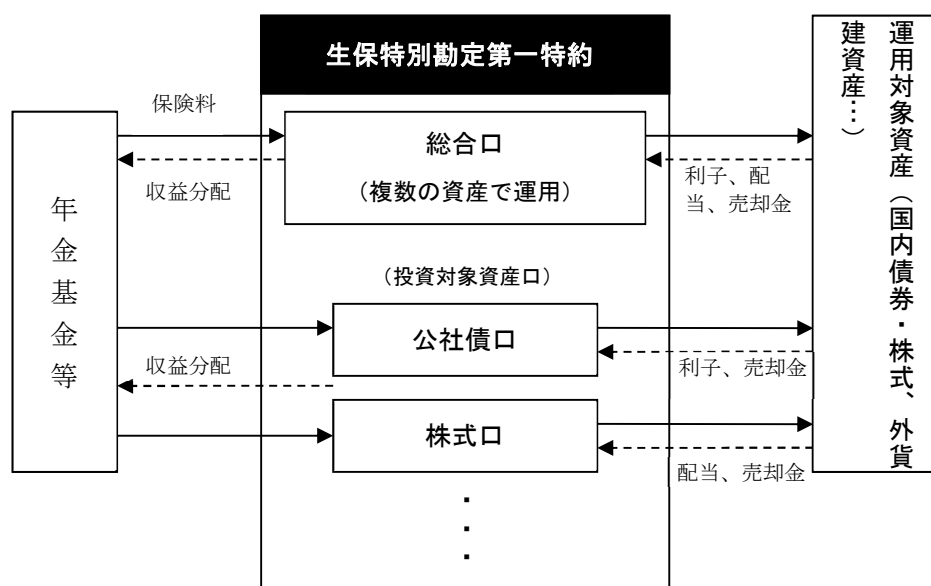 生保特別勘定第一特約
年金基金等
保険料
収益分配
総合口
（複数の資産で運用）
利子、配
当、売却金
（投資対象資産口）
公社債口
収益分配
利子、売却金
株式口
配当、売却金
・
・
・
運用対象資産（国内債券・株式、外貨
建資産…）